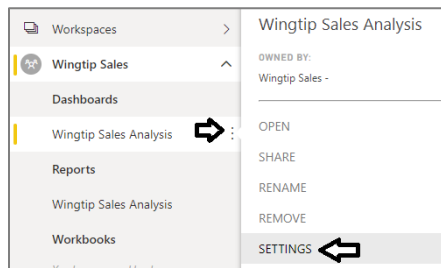 Workspaces
Wingtip Sales
Dashboards
Wingtip Sales Analysis
Reports
Wingtip Sales Analysis
Workbooks
Wingtip Sales Analysis
OWNED BY:
Wingtip Sales -
OPEN
SHARE
RENAME
REMOVE
SETTINGS